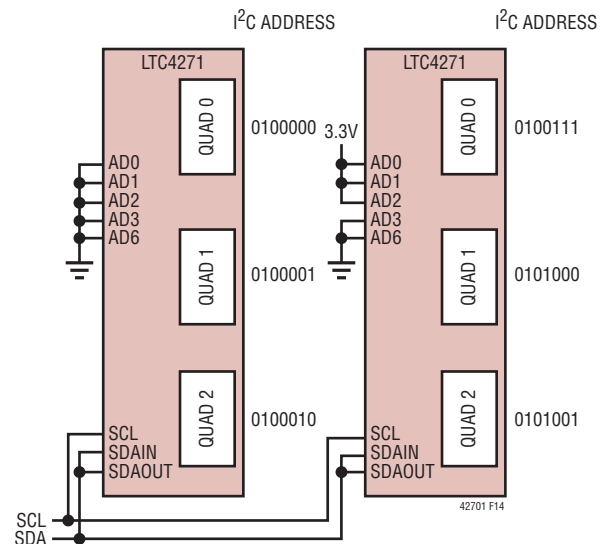 I²C ADDRESS
LTC4271
QUAD 0
0100000
AD0
AD1
AD2
AD3
AD6
QUAD 1
0100001
QUAD 2
0100010
SCL
SDAIN
SDAOUT
I²C ADDRESS
LTC4271
QUAD 0
0100111
3.3V
AD0
AD1
AD2
AD3
AD6
QUAD 1
0101000
QUAD 2
0101001
SCL
SDAIN
SDAOUT
42701 F14
SCL
SDA